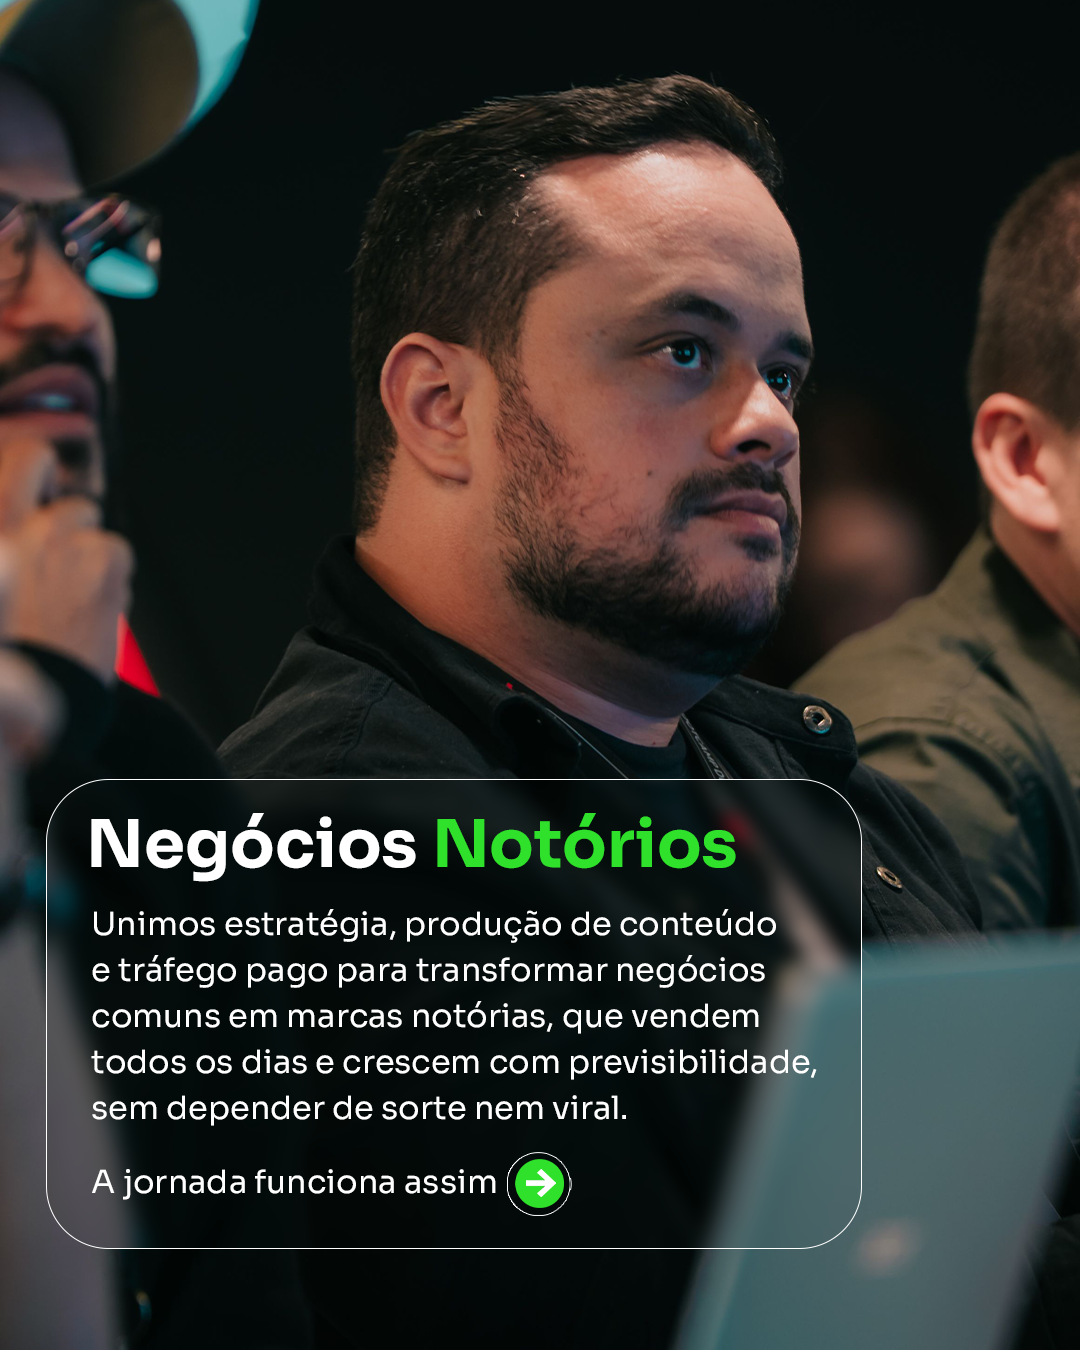 Negócios Notórios
Unimos estratégia, produção de conteúdo
e tráfego pago para transformar negócios
comuns em marcas notórias, que vendem
todos os dias e crescem com previsibilidade,
sem depender de sorte nem viral.
A jornada funciona assim